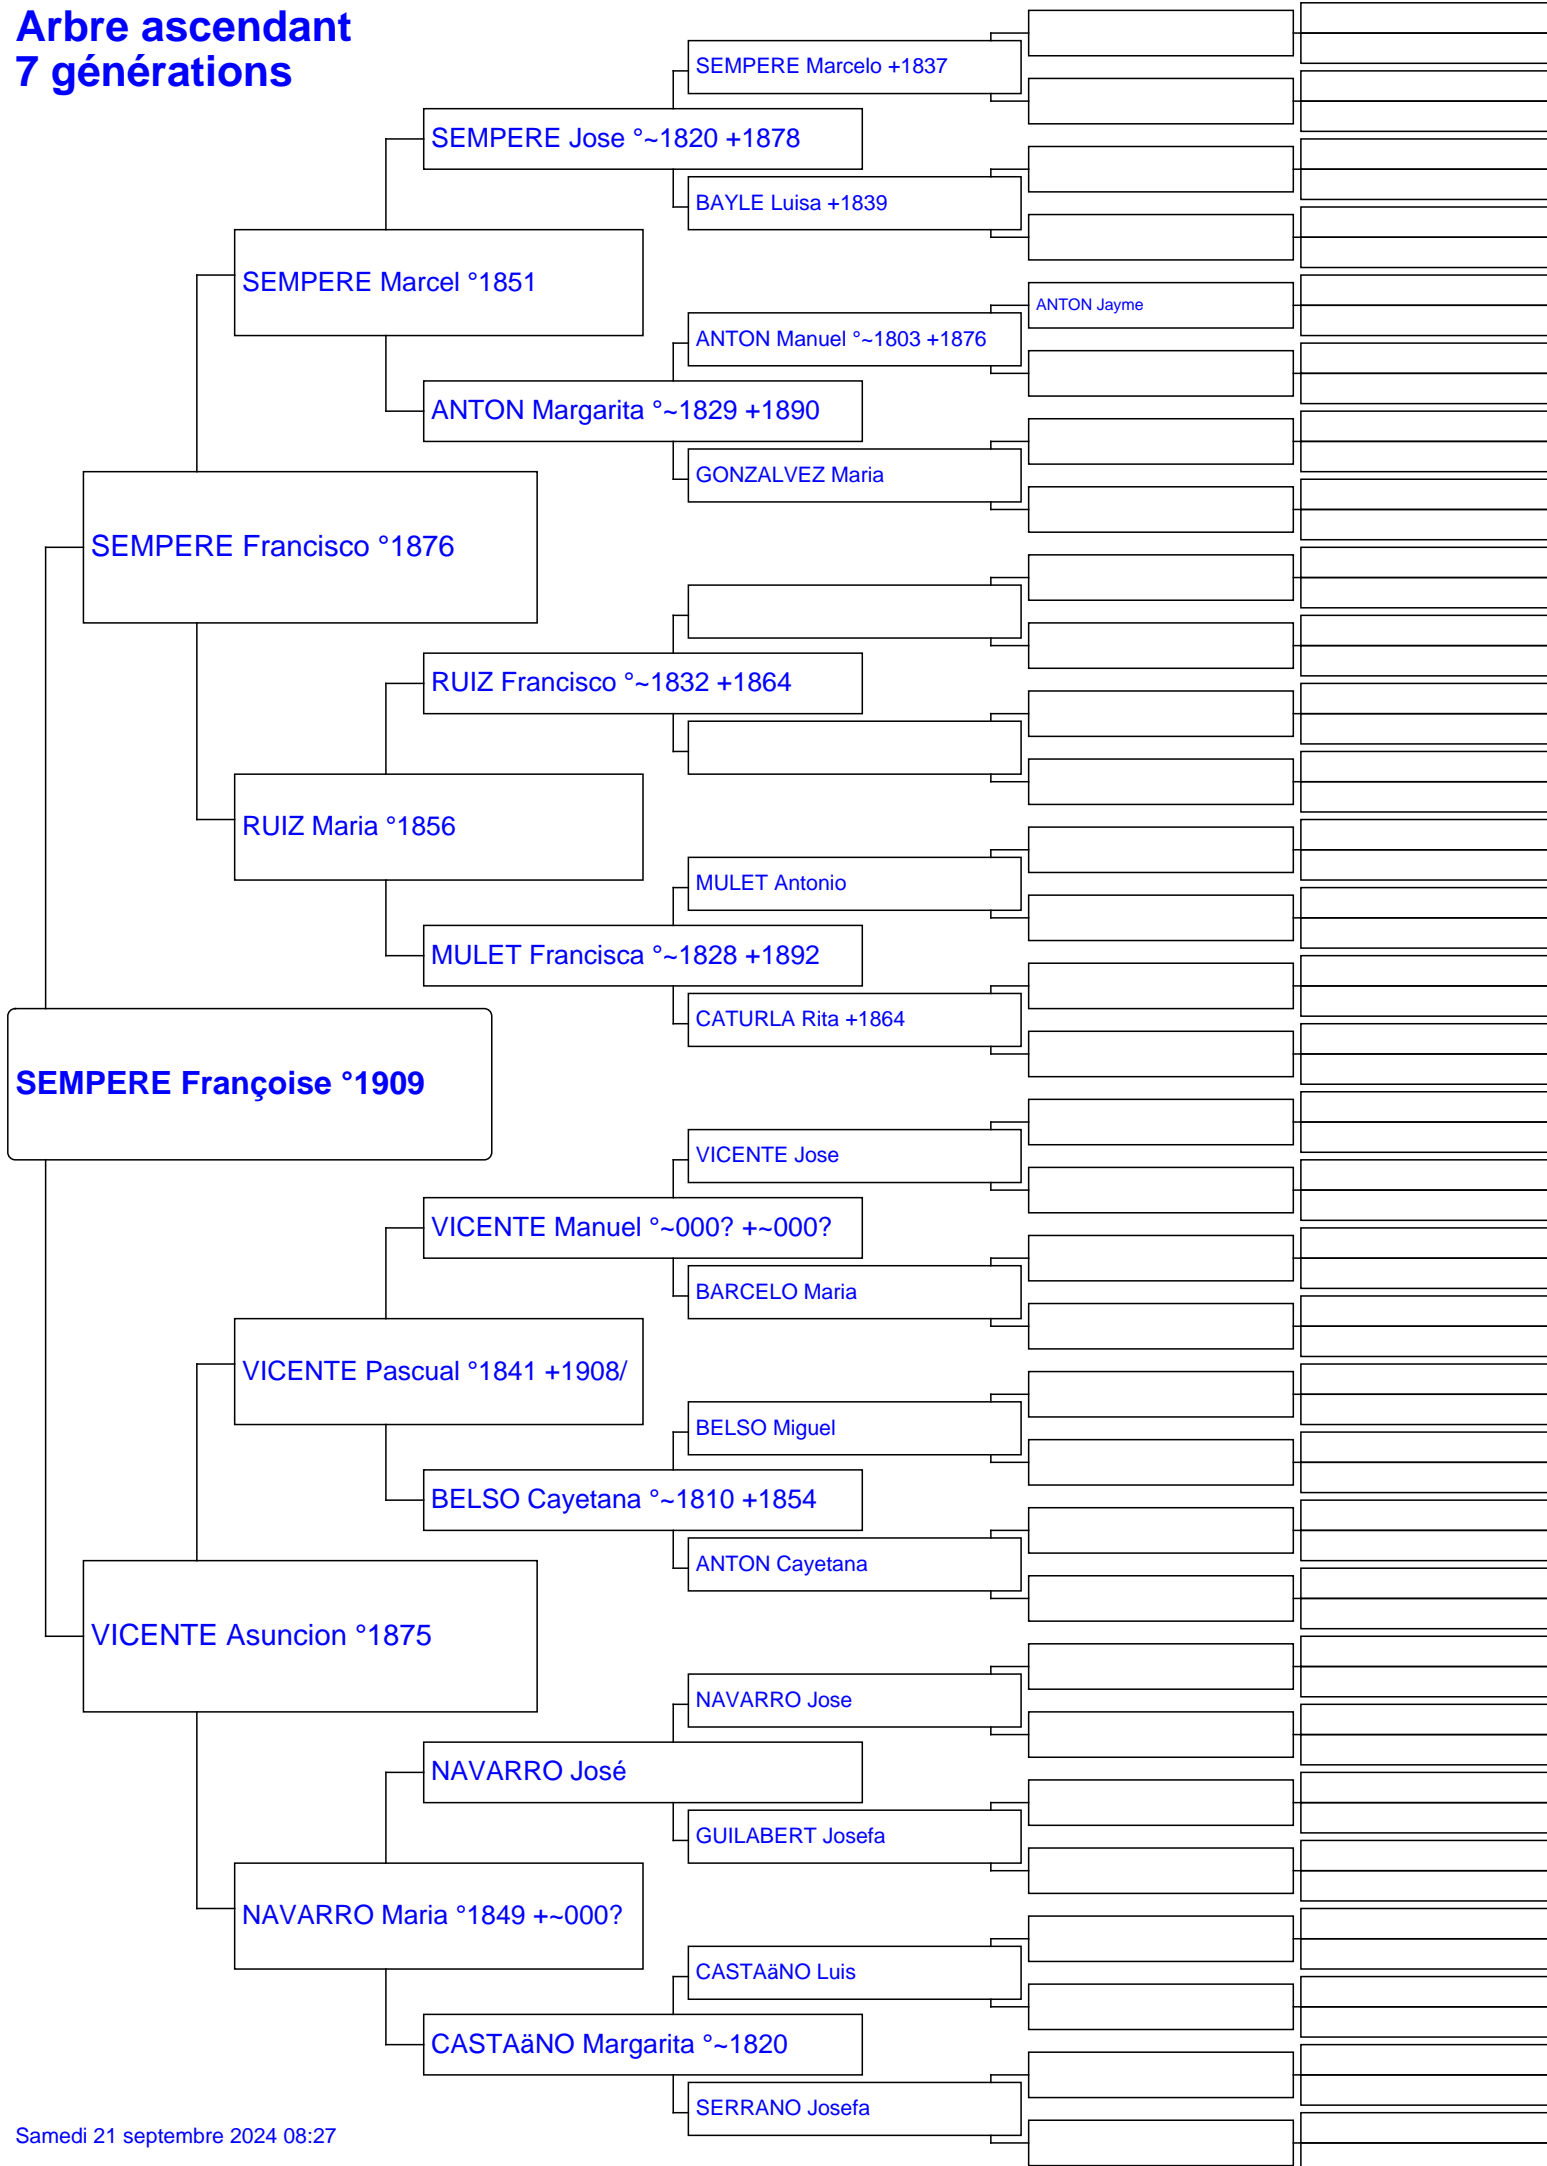 Arbre ascendant
7 générations
SEMPERE Marcelo +1837
SEMPERE Jose °~1820 +1878
BAYLE Luisa +1839
SEMPERE Marcel °1851
ANTON Jayme
ANTON Manuel °~1803 +1876
ANTON Margarita °~1829 +1890
GONZALVEZ Maria
SEMPERE Francisco °1876
RUIZ Francisco °~1832 +1864
RUIZ Maria °1856
MULET Antonio
MULET Francisca °~1828 +1892
CATURLA Rita +1864
SEMPERE Françoise °1909
VICENTE Jose
VICENTE Manuel °~000? +~000?
BARCELO Maria
VICENTE Pascual °1841 +1908/
BELSO Miguel
BELSO Cayetana °~1810 +1854
ANTON Cayetana
VICENTE Asuncion °1875
NAVARRO Jose
NAVARRO José
GUILABERT Josefa
NAVARRO Maria °1849 +~000?
CASTAäNO Luis
CASTAäNO Margarita °~1820
SERRANO Josefa
Samedi 21 septembre 2024 08:27